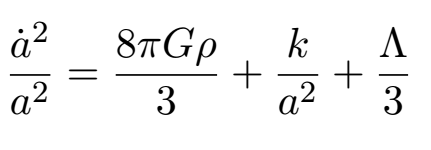 ȧ²/a² = 8πGρ/3 + k/a² + Λ/3